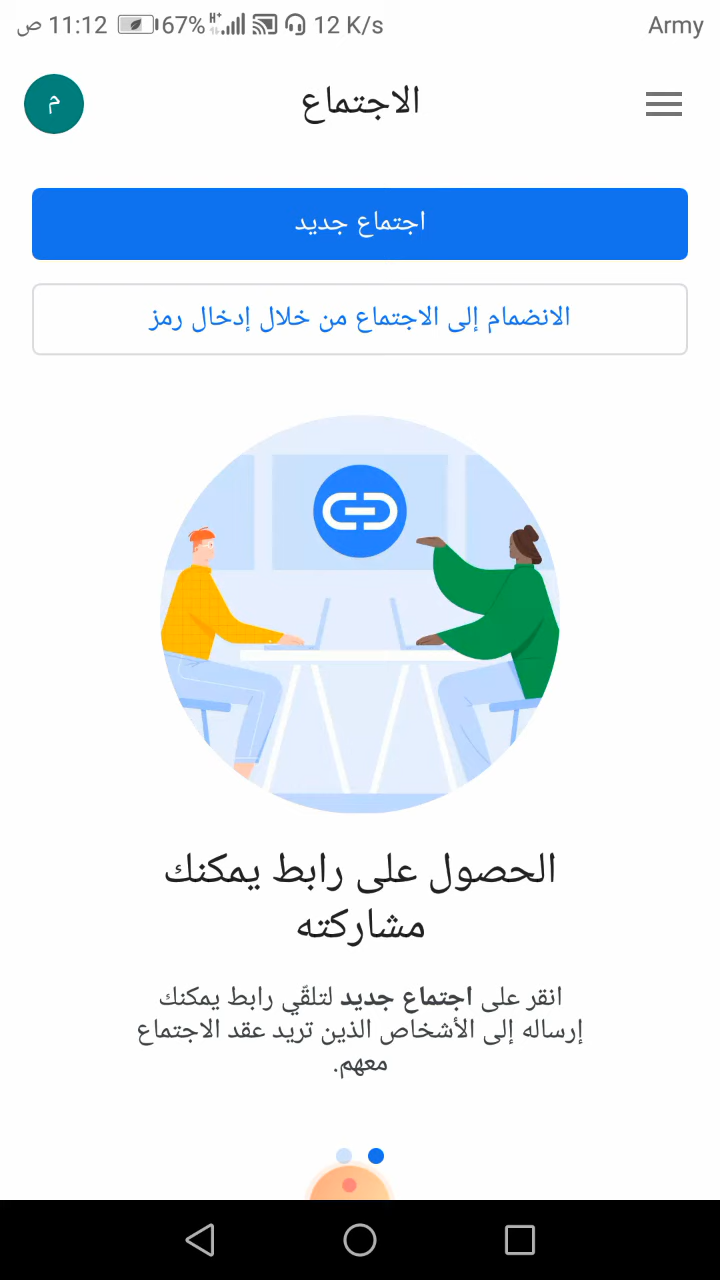 Army
12 K/s H+ 67% 11:12 ص
الاجتماع
م
اجتماع جديد
الانضمام إلى الاجتماع من خلال إدخال رمز
الحصول على رابط يمكنك
مشاركته
انقر على اجتماع جديد لتلقّي رابط يمكنك
إرساله إلى الأشخاص الذين تريد عقد الاجتماع
معهم.